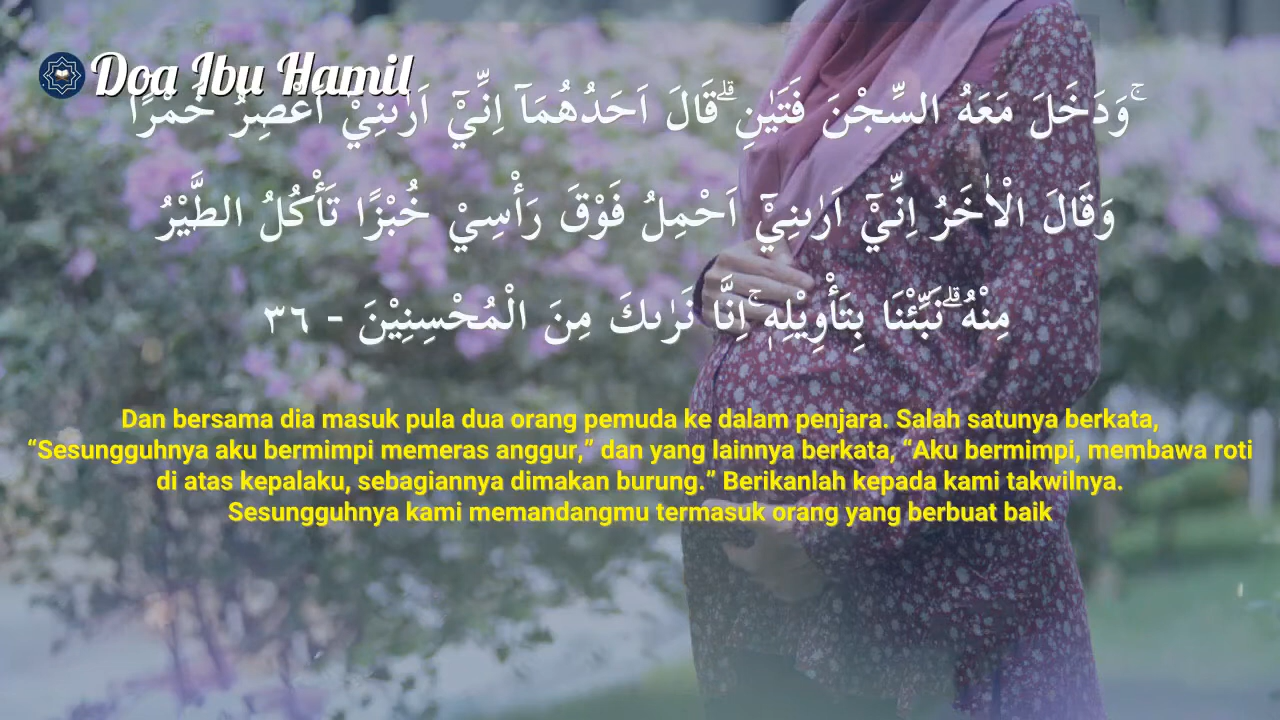 Doa Ibu Hamil
وَدَخَلَ مَعَهُ السِّجْنَ فَتَيٰنِ ۗقَالَ اَحَدُهُمَآ اِنِّيْٓ اَرٰىنِيْٓ اَعْصِرُ خَمْرًا ۚ
وَقَالَ الْاٰخَرُ اِنِّيْٓ اَرٰىنِيْٓ اَحْمِلُ فَوْقَ رَأْسِيْ خُبْزًا تَأْكُلُ الطَّيْرُ
مِنْهُ ۗنَبِّئْنَا بِتَأْوِيْلِهٖ ۚاِنَّا نَرٰىكَ مِنَ الْمُحْسِنِيْنَ - ٣٦
Dan bersama dia masuk pula dua orang pemuda ke dalam penjara. Salah satunya berkata,
“Sesungguhnya aku bermimpi memeras anggur,” dan yang lainnya berkata, “Aku bermimpi, membawa roti
di atas kepalaku, sebagiannya dimakan burung.” Berikanlah kepada kami takwilnya.
Sesungguhnya kami memandangmu termasuk orang yang berbuat baik